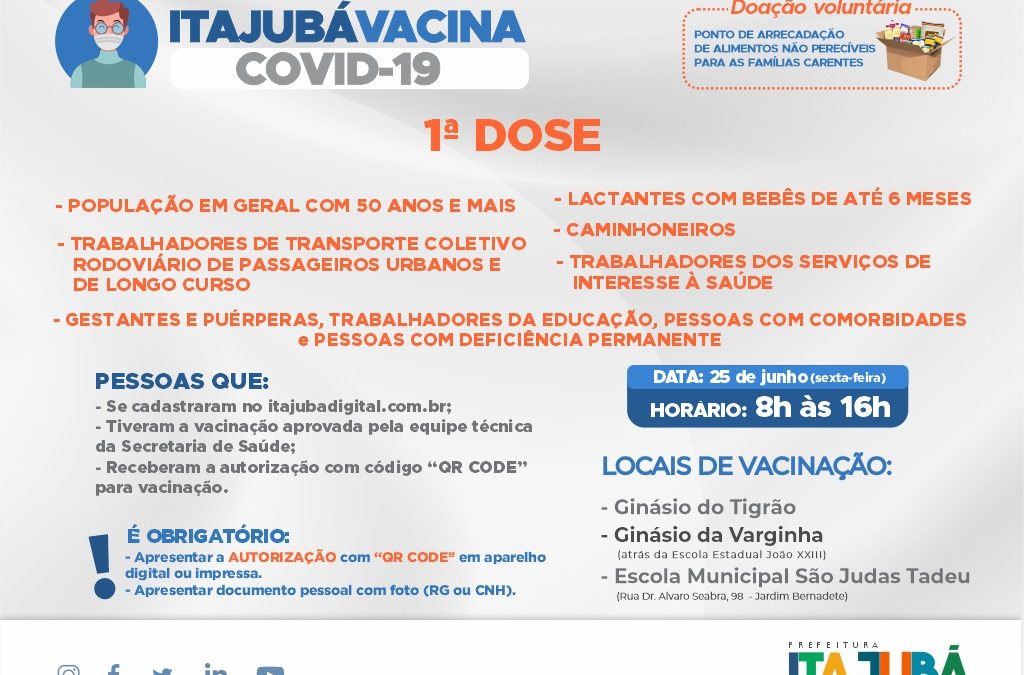 ITAJUBÁVACINA
COVID-19
Doação voluntária
PONTO DE ARRECADAÇÃO
DE ALIMENTOS NÃO PERECÍVEIS
PARA AS FAMÍLIAS CARENTES
1ª DOSE
- POPULAÇÃO EM GERAL COM 50 ANOS E MAIS
- TRABALHADORES DE TRANSPORTE COLETIVO
RODOVIÁRIO DE PASSAGEIROS URBANOS E
DE LONGO CURSO
- LACTANTES COM BEBÊS DE ATÉ 6 MESES
- CAMINHONEIROS
- TRABALHADORES DOS SERVIÇOS DE
INTERESSE À SAÚDE
- GESTANTES E PUÉRPERAS, TRABALHADORES DA EDUCAÇÃO, PESSOAS COM COMORBIDADES
e PESSOAS COM DEFICIÊNCIA PERMANENTE
PESSOAS QUE:
- Se cadastraram no itajubadigital.com.br;
- Tiveram a vacinação aprovada pela equipe técnica
da Secretaria de Saúde;
- Receberam a autorização com código “QR CODE”
para vacinação.
! É OBRIGATÓRIO:
- Apresentar a AUTORIZAÇÃO com “QR CODE” em aparelho
digital ou impressa.
- Apresentar documento pessoal com foto (RG ou CNH).
DATA: 25 de junho (sexta-feira)
HORÁRIO: 8h às 16h
LOCAIS DE VACINAÇÃO:
- Ginásio do Tigrão
- Ginásio da Varginha
(atrás da Escola Estadual João XXIII)
- Escola Municipal São Judas Tadeu
(Rua Dr. Alvaro Seabra, 98 - Jardim Bernadete)
PREFEITURA
ITAJUBÁ